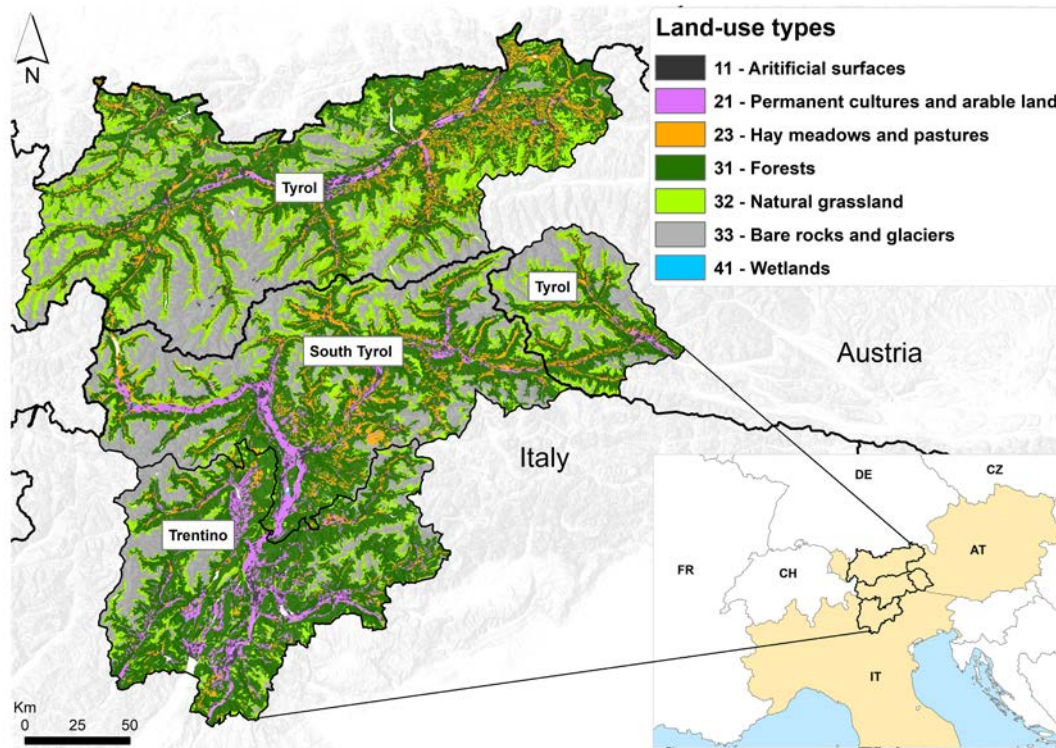 N
Land-use types
11 - Aritificial surfaces
21 - Permanent cultures and arable land
23 - Hay meadows and pastures
31 - Forests
32 - Natural grassland
33 - Bare rocks and glaciers
41 - Wetlands
Tyrol
Tyrol
South Tyrol
Austria
Italy
Trentino
DE
CZ
FR
CH
AT
IT
Km
0 25 50